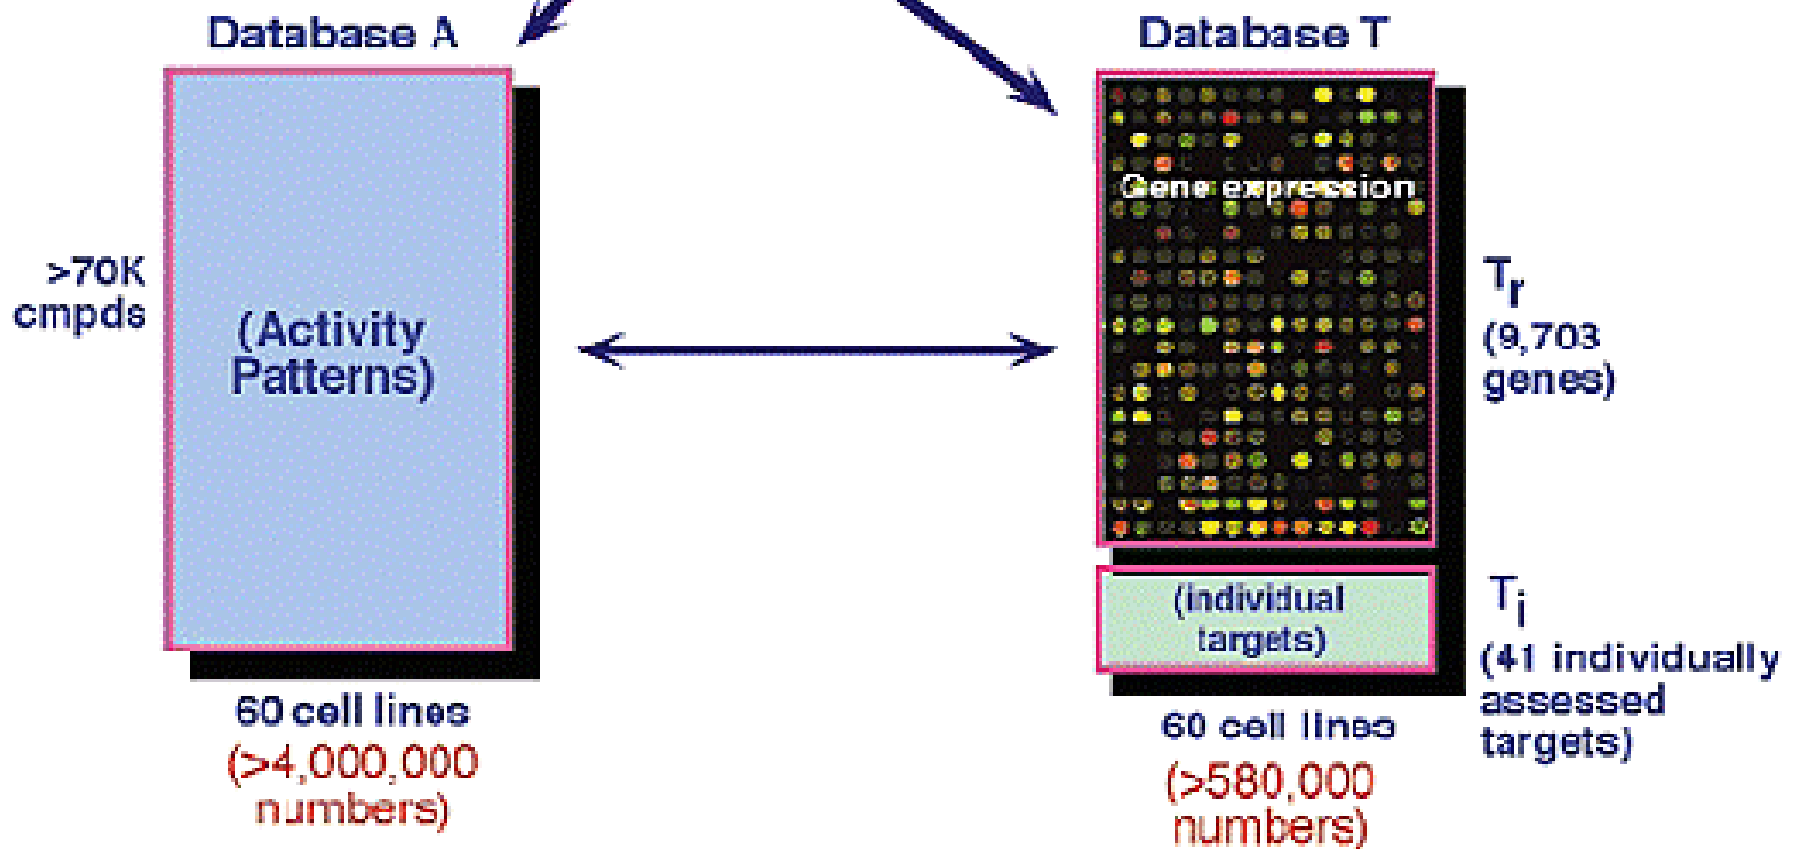 Database A
Database T
Gene expression
>70K
cmpds
(Activity
Patterns)
Tr
(9,703
genes)
(individual
targets)
Ti
(41 individually
assessed
targets)
60 cell lines
(>4,000,000
numbers)
60 cell lines
(>580,000
numbers)